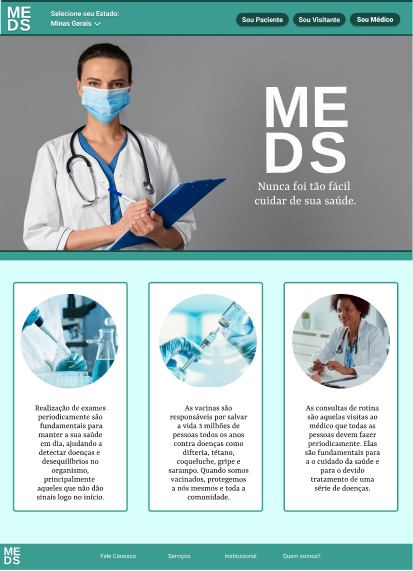 ME
DS
Selecione seu Estado:
Minas Gerais
Sou Paciente
Sou Visitante
Sou Médico
ME
DS
Nunca foi tão fácil
cuidar de sua saúde.
Realização de exames
periodicamente são
fundamentais para
manter a sua saúde
em dia, ajudando a
detectar doenças e
desequilíbrios no
organismo,
principalmente
aqueles que não dão
sinais logo no início.
As vacinas são
responsáveis por salvar
a vida 3 milhões de
pessoas todos os anos
contra doenças como
difteria, tétano,
coqueluche, gripe e
sarampo. Quando somos
vacinados, protegemos
a nós mesmos e toda a
comunidade.
As consultas de rotina
são aquelas visitas ao
médico que todas as
pessoas devem fazer
periodicamente. Elas
são fundamentais para
a o cuidado da saúde e
para o devido
tratamento de uma
série de doenças.
ME
DS
Fale Conosco
Serviços
Institucional
Quem somos?